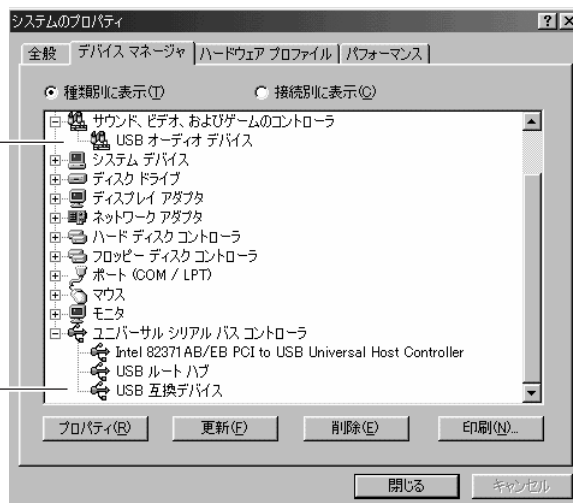 システムのプロパティ
全般 デバイス マネージャ ハードウェア プロファイル パフォーマンス
種類別に表示(T) 接続別に表示(C)
サウンド、ビデオ、およびゲームのコントローラ
USB オーディオ デバイス
システム デバイス
ディスク ドライブ
ディスプレイ アダプタ
ネットワーク アダプタ
ハード ディスク コントローラ
フロッピー ディスク コントローラ
ポート (COM / LPT)
マウス
モニタ
ユニバーサル シリアル バス コントローラ
Intel 82371AB/EB PCI to USB Universal Host Controller
USB ルート ハブ
USB 互換デバイス
プロパティ(R) 更新(F) 削除(E) 印刷(N)...
閉じる キャンセル